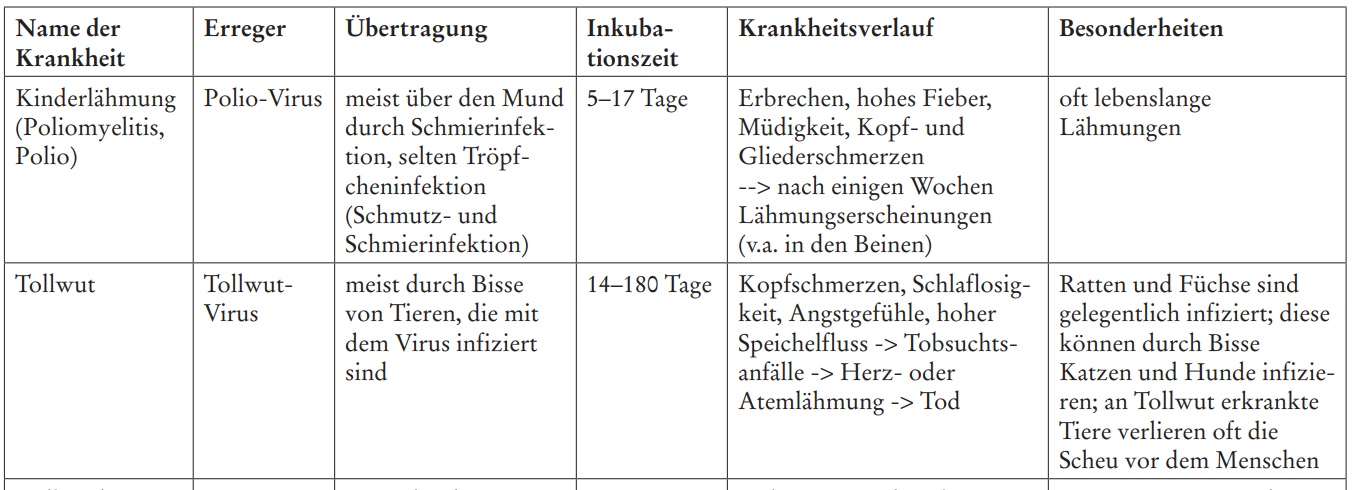 Name der
Krankheit
Erreger
Übertragung
Inkuba-
tionszeit
Krankheitsverlauf
Besonderheiten
Kinderlähmung
(Poliomyelitis,
Polio)
Polio-Virus
meist über den Mund
durch Schmierinfek-
tion, selten Tröpf-
cheninfektion
(Schmutz- und
Schmierinfektion)
5–17 Tage
Erbrechen, hohes Fieber,
Müdigkeit, Kopf- und
Gliederschmerzen
--> nach einigen Wochen
Lähmungserscheinungen
(v.a. in den Beinen)
oft lebenslange
Lähmungen
Tollwut
Tollwut-
Virus
meist durch Bisse
von Tieren, die mit
dem Virus infiziert
sind
14–180 Tage
Kopfschmerzen, Schlaflosig-
keit, Angstgefühle, hoher
Speichelfluss -> Tobsuchts-
anfälle -> Herz- oder
Atemlähmung -> Tod
Ratten und Füchse sind
gelegentlich infiziert; diese
können durch Bisse
Katzen und Hunde infizie-
ren; an Tollwut erkrankte
Tiere verlieren oft die
Scheu vor dem Menschen